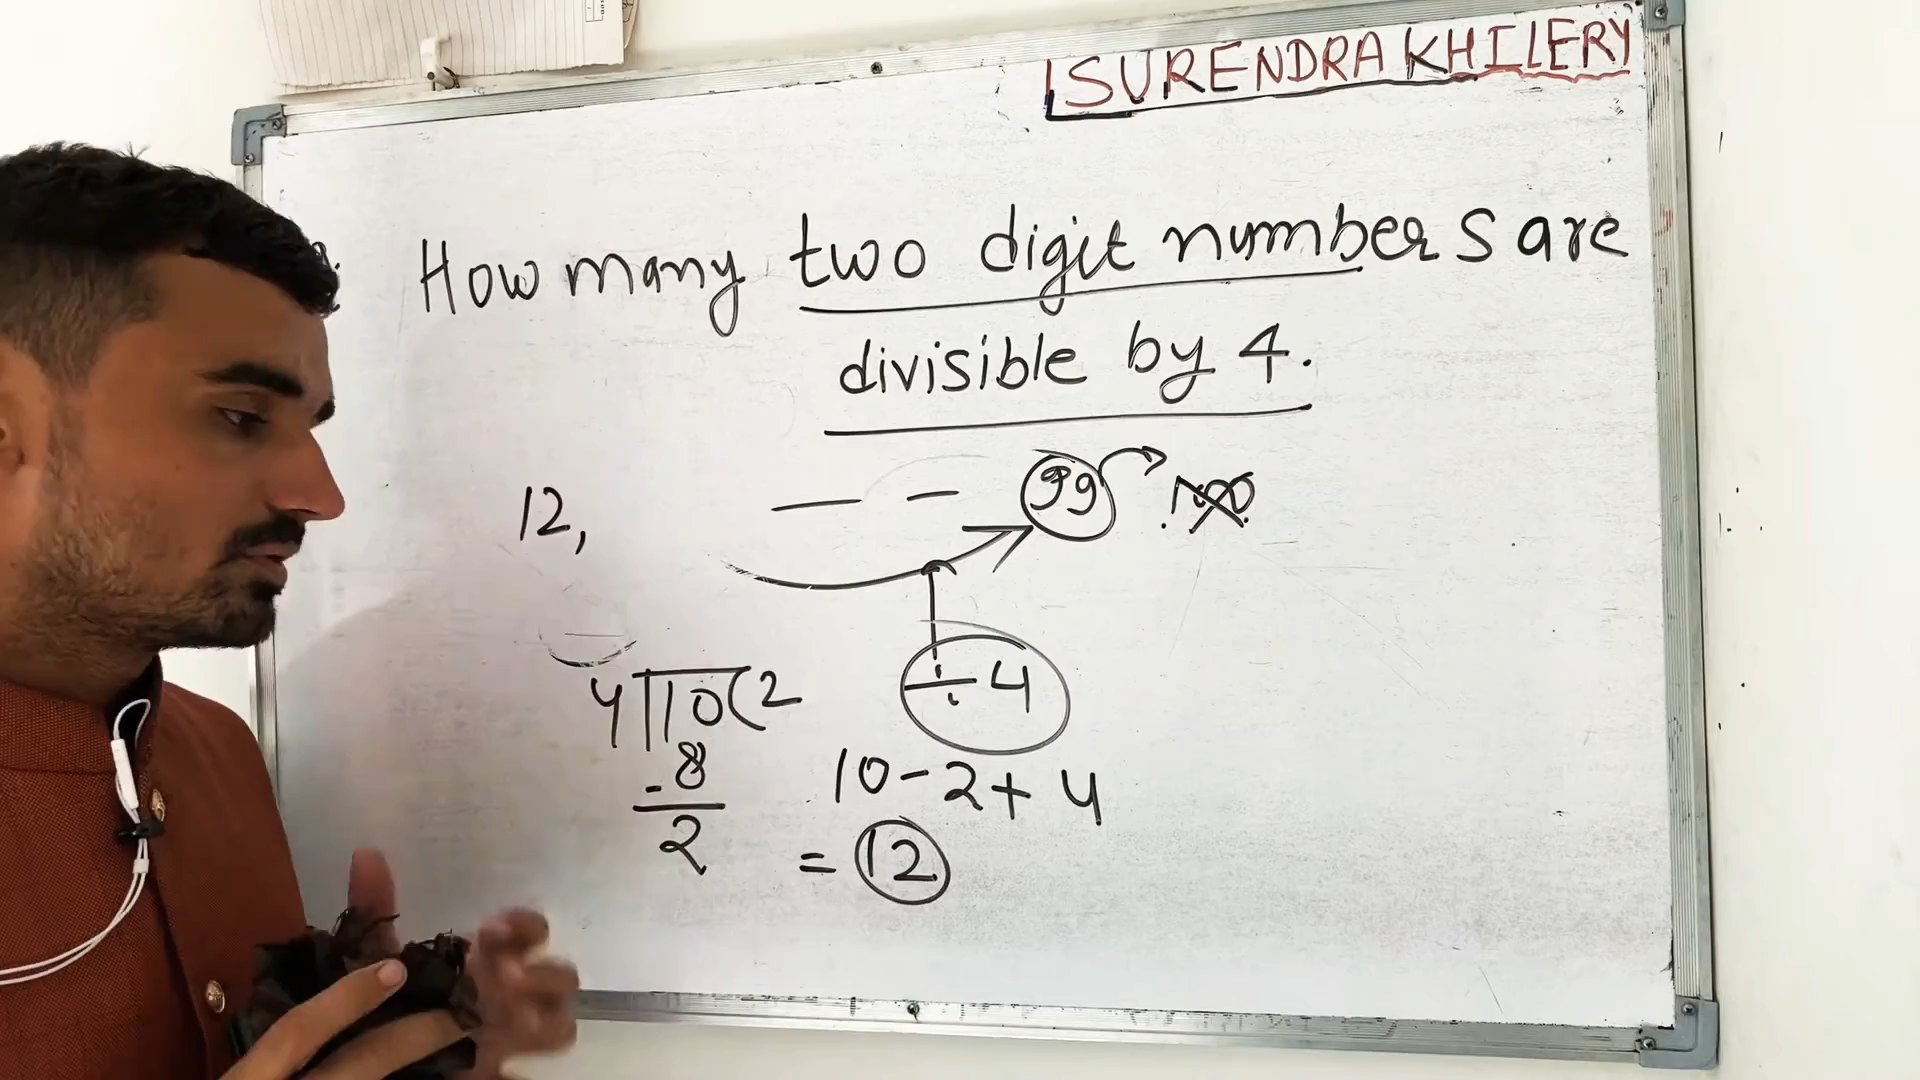 SURENDRA KHILERY
How many two digit numbers are
divisible by 4.
12, — — 99 100
÷ 4
4 10 ( 2
- 8
2
10 - 2 + 4
= 12